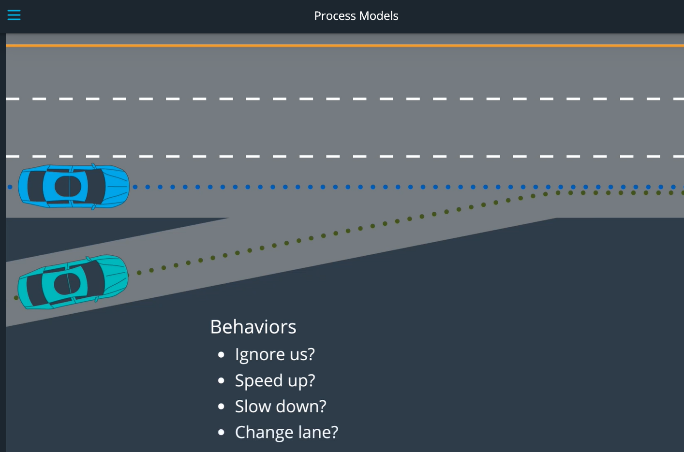 Process Models
Behaviors
• Ignore us?
• Speed up?
• Slow down?
• Change lane?